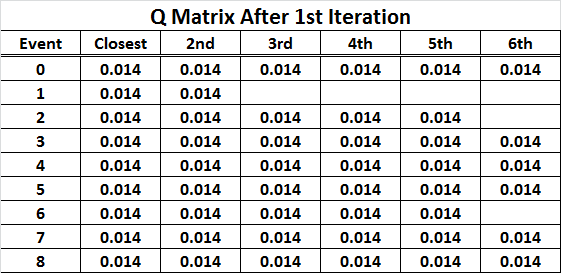 Q Matrix After 1st Iteration
Event Closest 2nd 3rd 4th 5th 6th
0 0.014 0.014 0.014 0.014 0.014 0.014
1 0.014 0.014
2 0.014 0.014 0.014 0.014 0.014
3 0.014 0.014 0.014 0.014 0.014 0.014
4 0.014 0.014 0.014 0.014 0.014 0.014
5 0.014 0.014 0.014 0.014 0.014 0.014
6 0.014 0.014 0.014 0.014 0.014
7 0.014 0.014 0.014 0.014 0.014 0.014
8 0.014 0.014 0.014 0.014 0.014 0.014